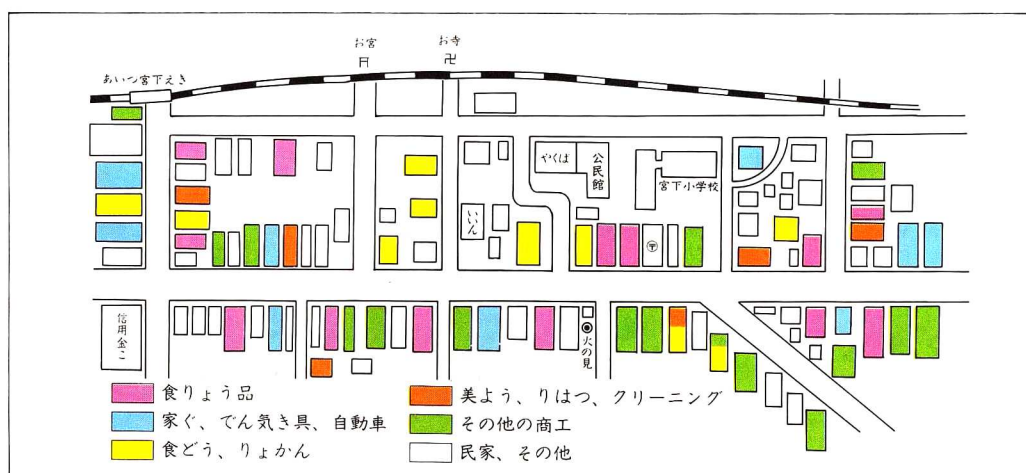 お宮
お寺
卍
あいづ宮下えき
やくば
公民館
宮下小学校
いいん
〒
信用金こ
火の見
食りょう品
家ぐ、でん気き具、自動車
食どう、りょかん
美よう、りはつ、クリーニング
その他の商工
民家、その他